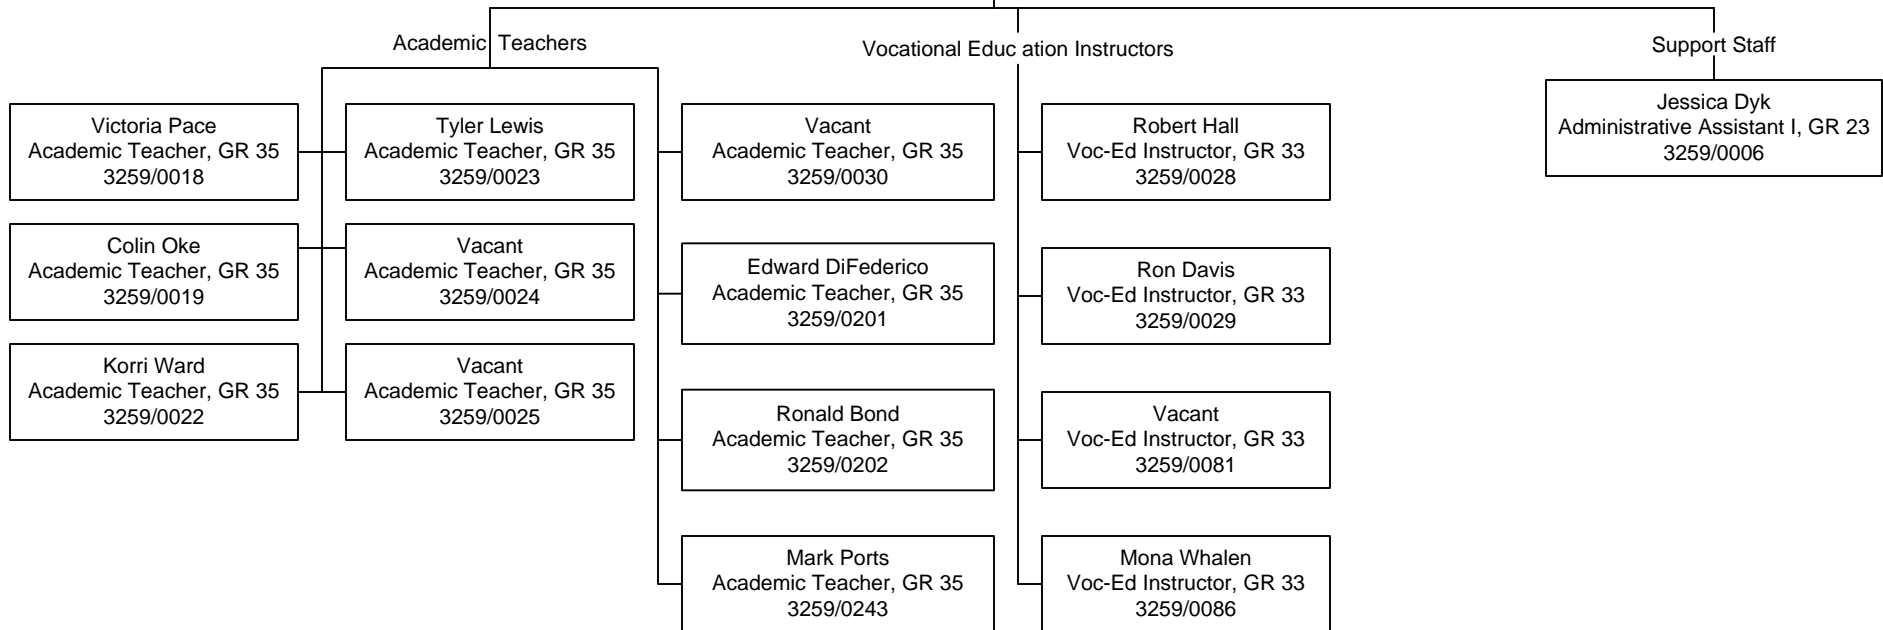 Academic Teachers
Vocational Education Instructors
Support Staff
Victoria Pace
Academic Teacher, GR 35
3259/0018
Colin Oke
Academic Teacher, GR 35
3259/0019
Korri Ward
Academic Teacher, GR 35
3259/0022
Tyler Lewis
Academic Teacher, GR 35
3259/0023
Vacant
Academic Teacher, GR 35
3259/0024
Vacant
Academic Teacher, GR 35
3259/0025
Vacant
Academic Teacher, GR 35
3259/0030
Edward DiFederico
Academic Teacher, GR 35
3259/0201
Ronald Bond
Academic Teacher, GR 35
3259/0202
Mark Ports
Academic Teacher, GR 35
3259/0243
Robert Hall
Voc-Ed Instructor, GR 33
3259/0028
Ron Davis
Voc-Ed Instructor, GR 33
3259/0029
Vacant
Voc-Ed Instructor, GR 33
3259/0081
Mona Whalen
Voc-Ed Instructor, GR 33
3259/0086
Jessica Dyk
Administrative Assistant I, GR 23
3259/0006